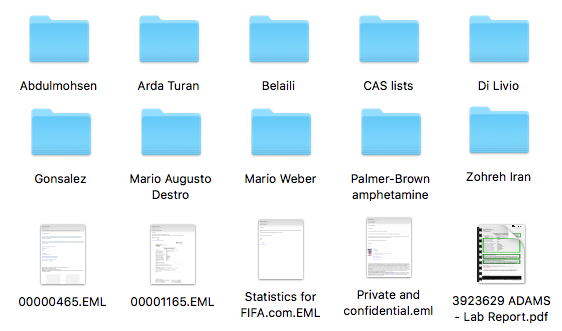 Abdulmohsen
Arda Turan
Belaili
CAS lists
Di Livio
Gonsalez
Mario Augusto
Destro
Mario Weber
Palmer-Brown
amphetamine
Zohreh Iran
00000465.EML
00001165.EML
Statistics for
FIFA.com.EML
Private and
confidential.eml
3923629 ADAMS
- Lab Report.pdf